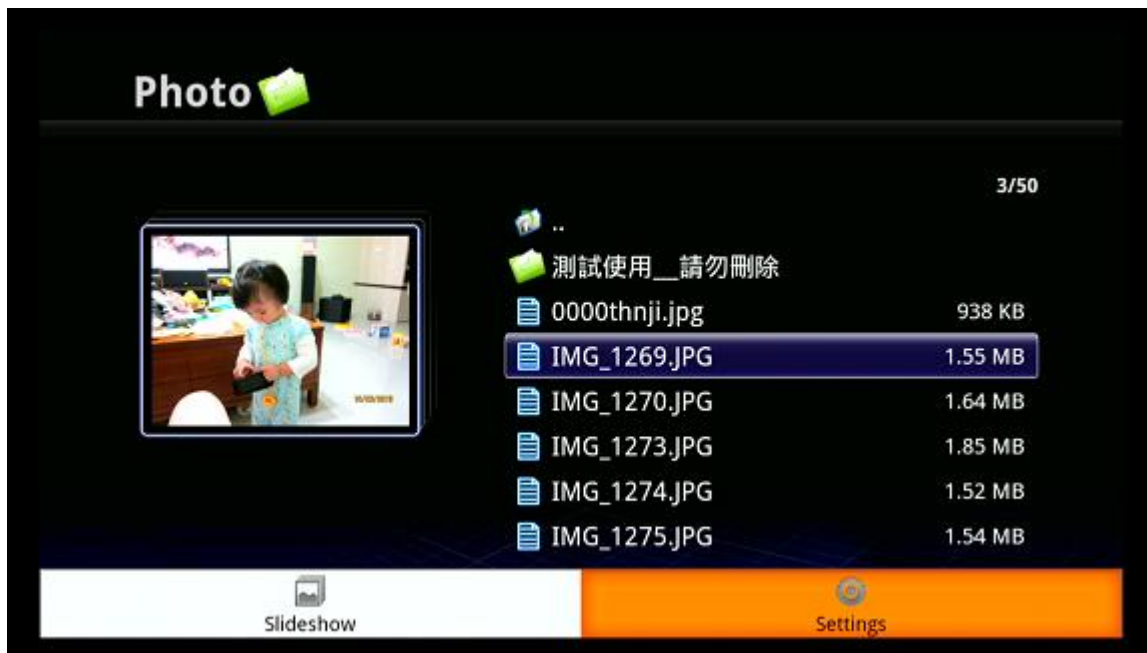 Photo
3/50
..
測試使用__請勿刪除
0000thnji.jpg 938 KB
IMG_1269.JPG 1.55 MB
IMG_1270.JPG 1.64 MB
IMG_1273.JPG 1.85 MB
IMG_1274.JPG 1.52 MB
IMG_1275.JPG 1.54 MB
Slideshow Settings